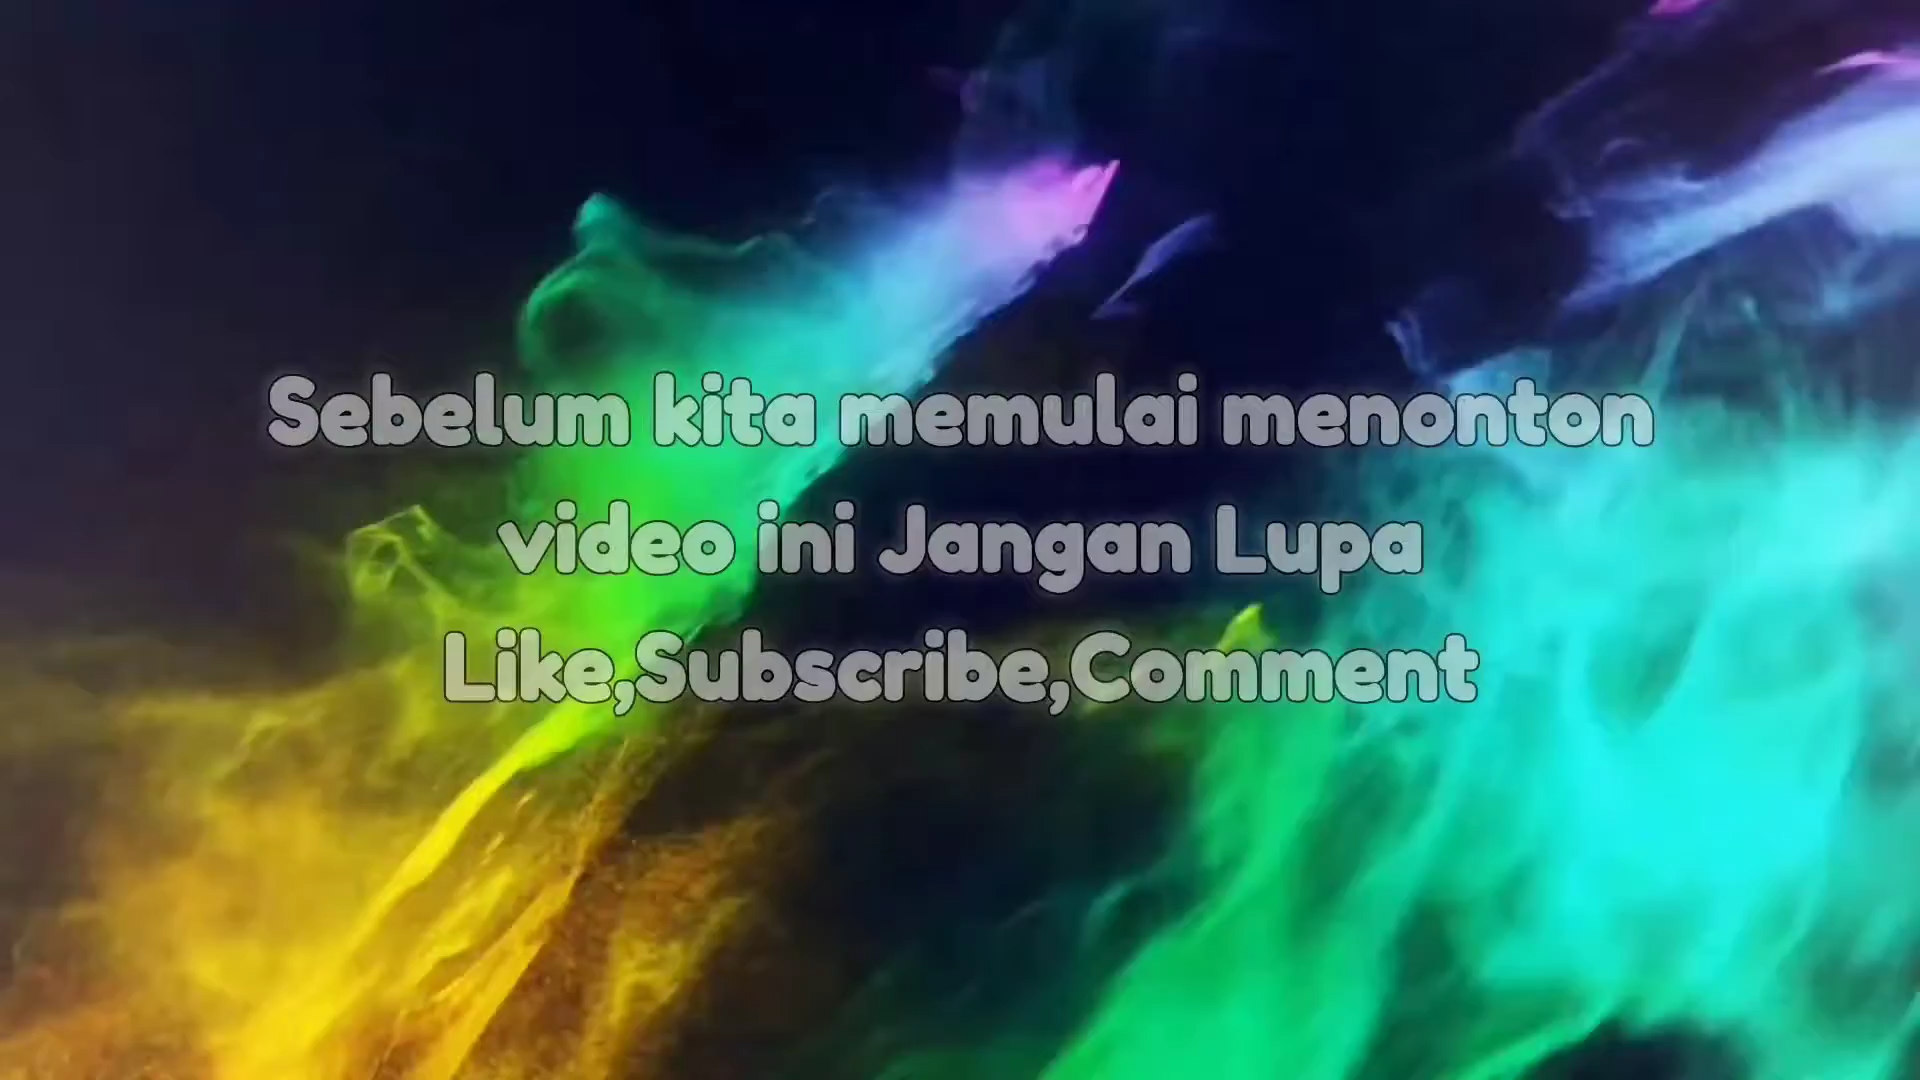 Sebelum kita memulai menonton
video ini Jangan Lupa
Like,Subscribe,Comment